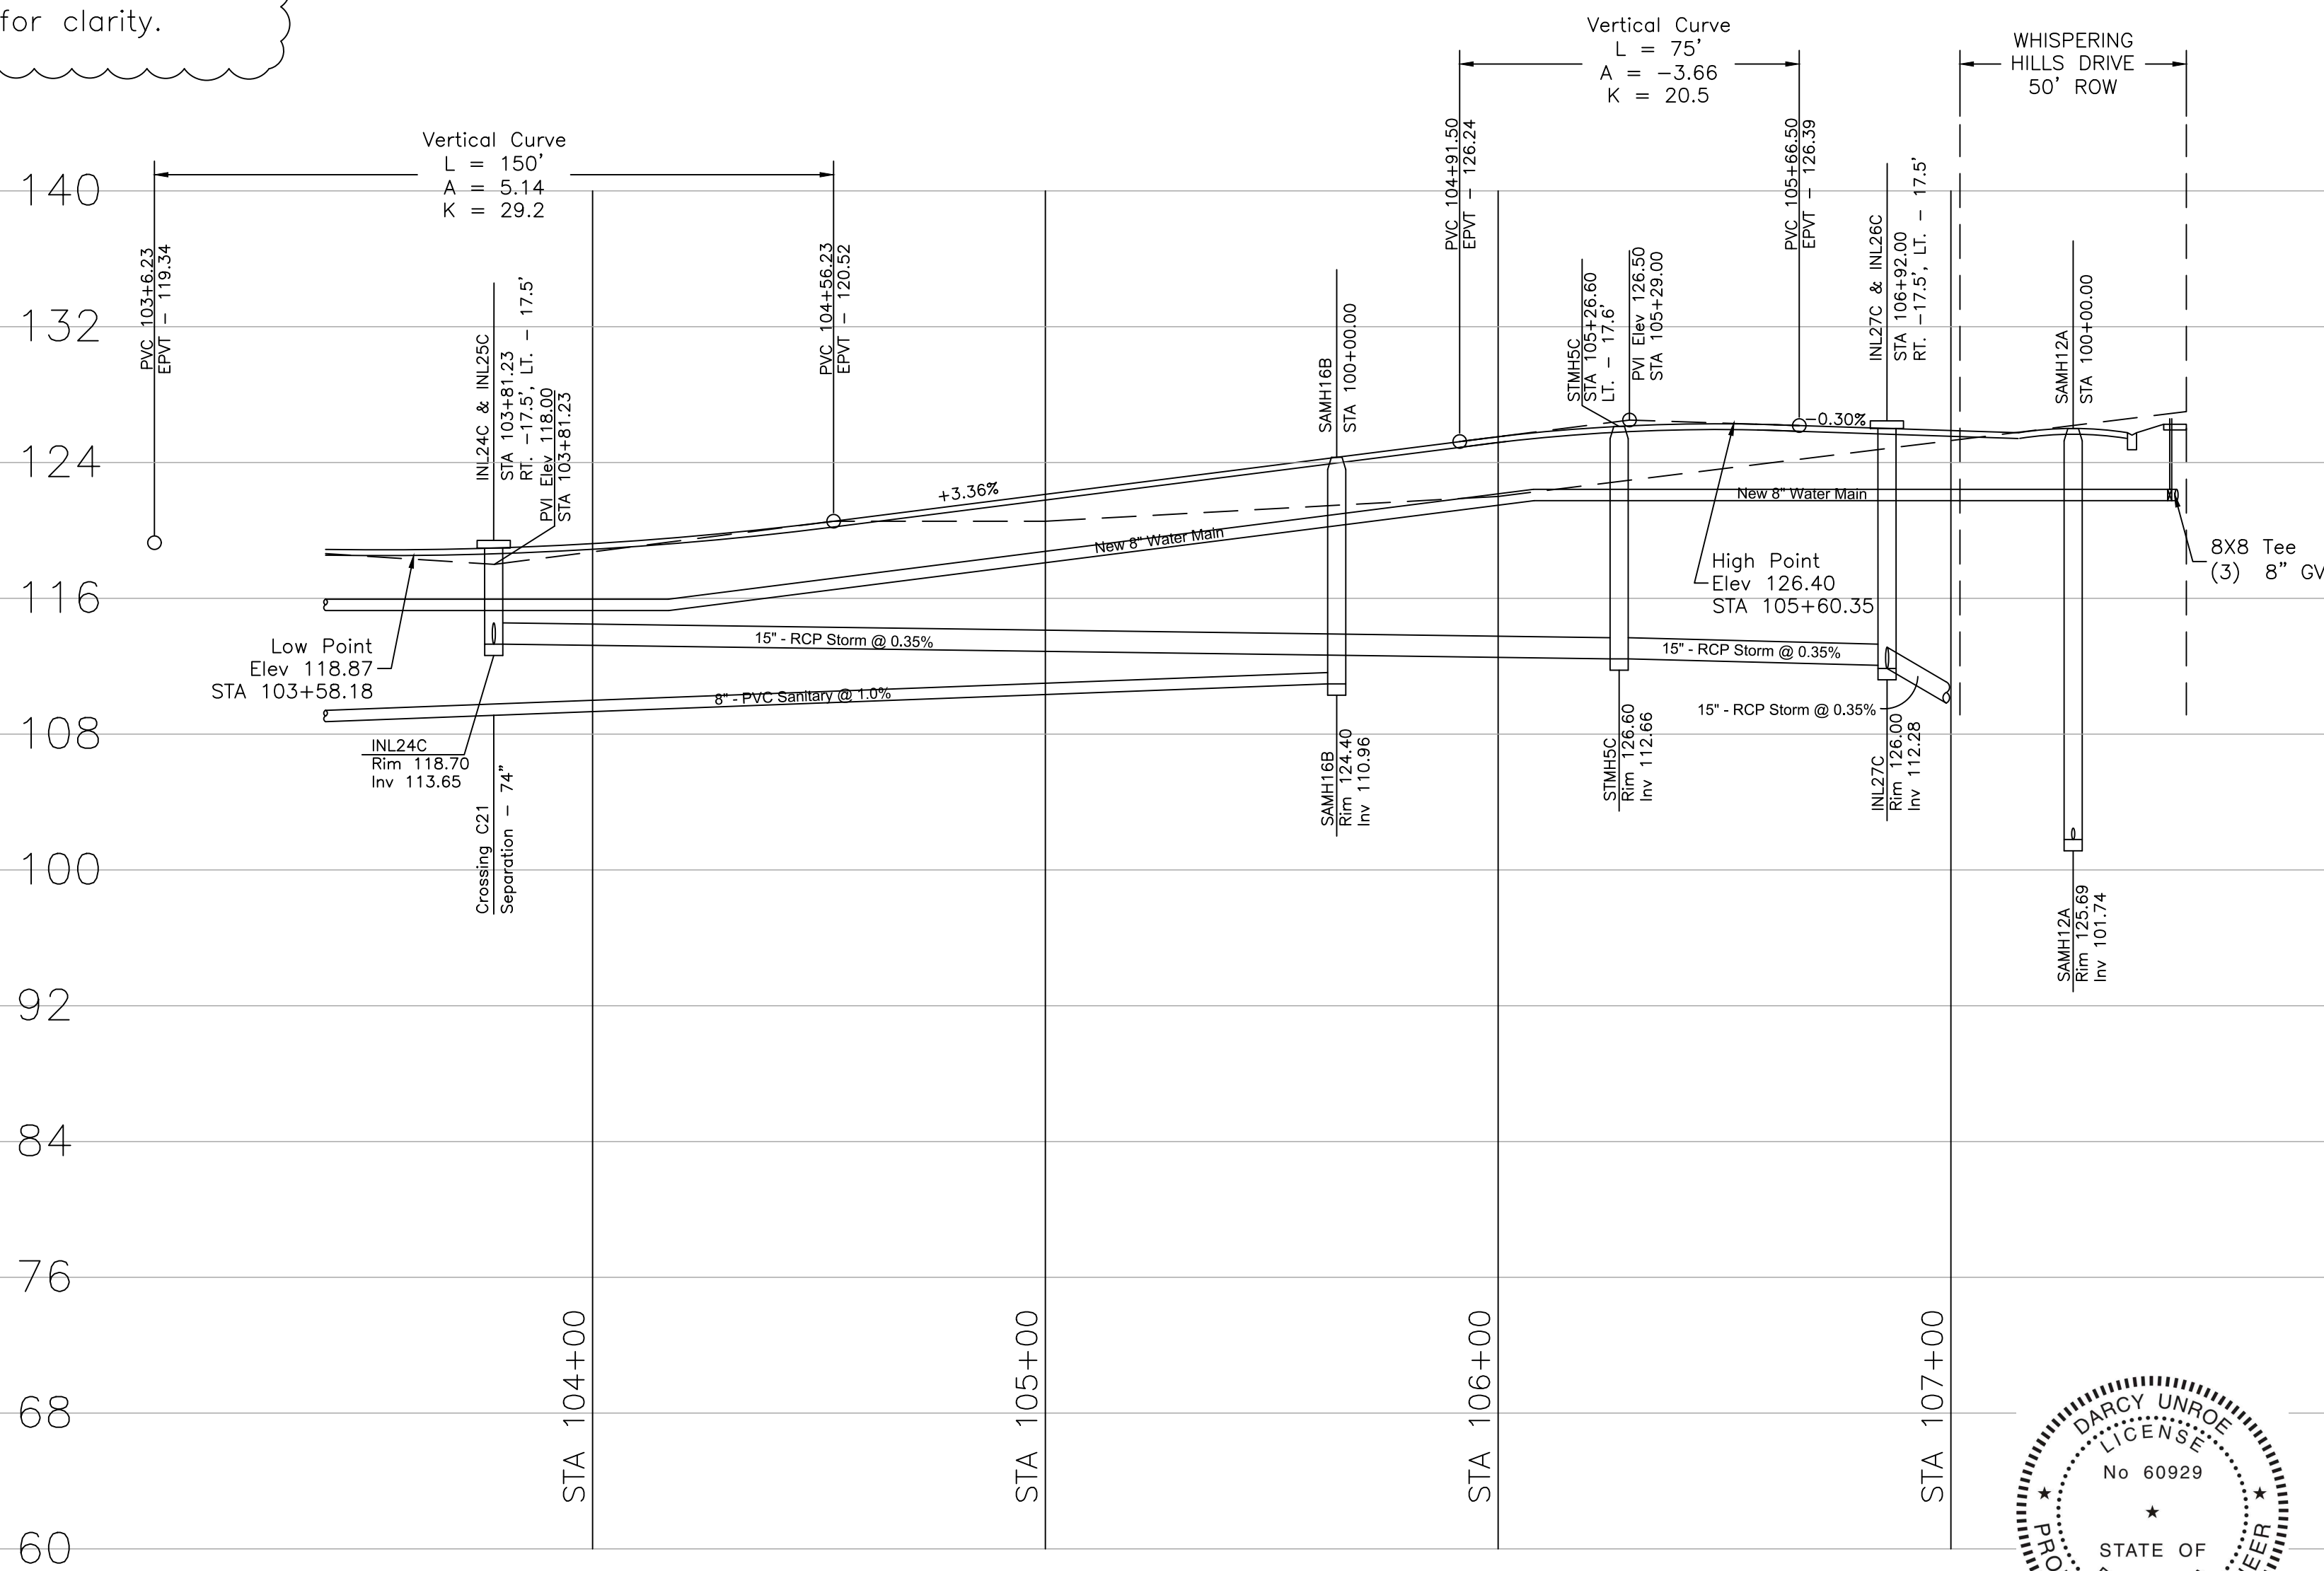 for clarity.
Vertical Curve
L = 150'
A = 5.14
K = 29.2
Vertical Curve
L = 75'
A = -3.66
K = 20.5
WHISPERING
HILLS DRIVE
50' ROW
140
132
124
116
108
100
92
84
76
68
60
PVC 103+6.23
EPVT - 119.34
INL24C & INL25C
STA 103+81.23
RT. -17.5', LT. - 17.5'
PVI Elev 118.00
STA 103+81.23
PVC 104+56.23
EPVT - 120.52
SAMH16B
STA 100+00.00
PVC 104+91.50
EPVT - 126.24
STMH5C
STA 105+26.60
LT. - 17.6'
PVI Elev 126.50
STA 105+29.00
PVC 105+66.50
EPVT - 126.39
INL27C & INL26C
STA 106+92.00
RT. -17.5', LT. - 17.5'
SAMH12A
STA 100+00.00
+3.36%
-0.30%
New 8" Water Main
New 8" Water Main
8X8 Tee
(3) 8" GV
High Point
Elev 126.40
STA 105+60.35
Low Point
Elev 118.87
STA 103+58.18
15" - RCP Storm @ 0.35%
15" - RCP Storm @ 0.35%
15" - RCP Storm @ 0.35%
8" - PVC Sanitary @ 1.0%
INL24C
Rim 118.70
Inv 113.65
Crossing C21
Separation - 74"
SAMH16B
Rim 124.40
Inv 110.96
STMH5C
Rim 126.60
Inv 112.66
INL27C
Rim 126.00
Inv 112.28
SAMH12A
Rim 125.69
Inv 101.74
STA 104+00
STA 105+00
STA 106+00
STA 107+00
DARCY UNROE
LICENSE
No 60929
STATE OF
PRO
EER